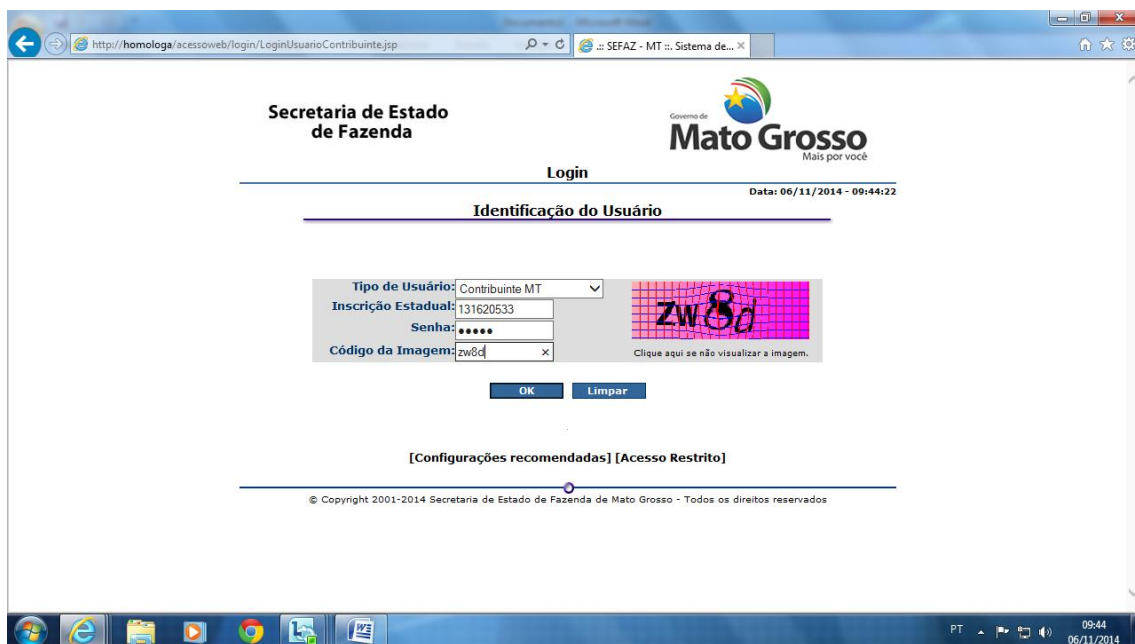 http://homologa/acessoweb/login/LoginUsuarioContribuinte.jsp
.:: SEFAZ - MT ::. Sistema de...
Secretaria de Estado
de Fazenda
Governo de
Mato Grosso
Mais por você
Login
Data: 06/11/2014 - 09:44:22
Identificação do Usuário
Tipo de Usuário: Contribuinte MT
Inscrição Estadual: 131620533
Senha: •••••
Código da Imagem: zw8d
zw8d
Clique aqui se não visualizar a imagem.
OK Limpar
[Configurações recomendadas] [Acesso Restrito]
© Copyright 2001-2014 Secretaria de Estado de Fazenda de Mato Grosso - Todos os direitos reservados
PT
09:44
06/11/2014